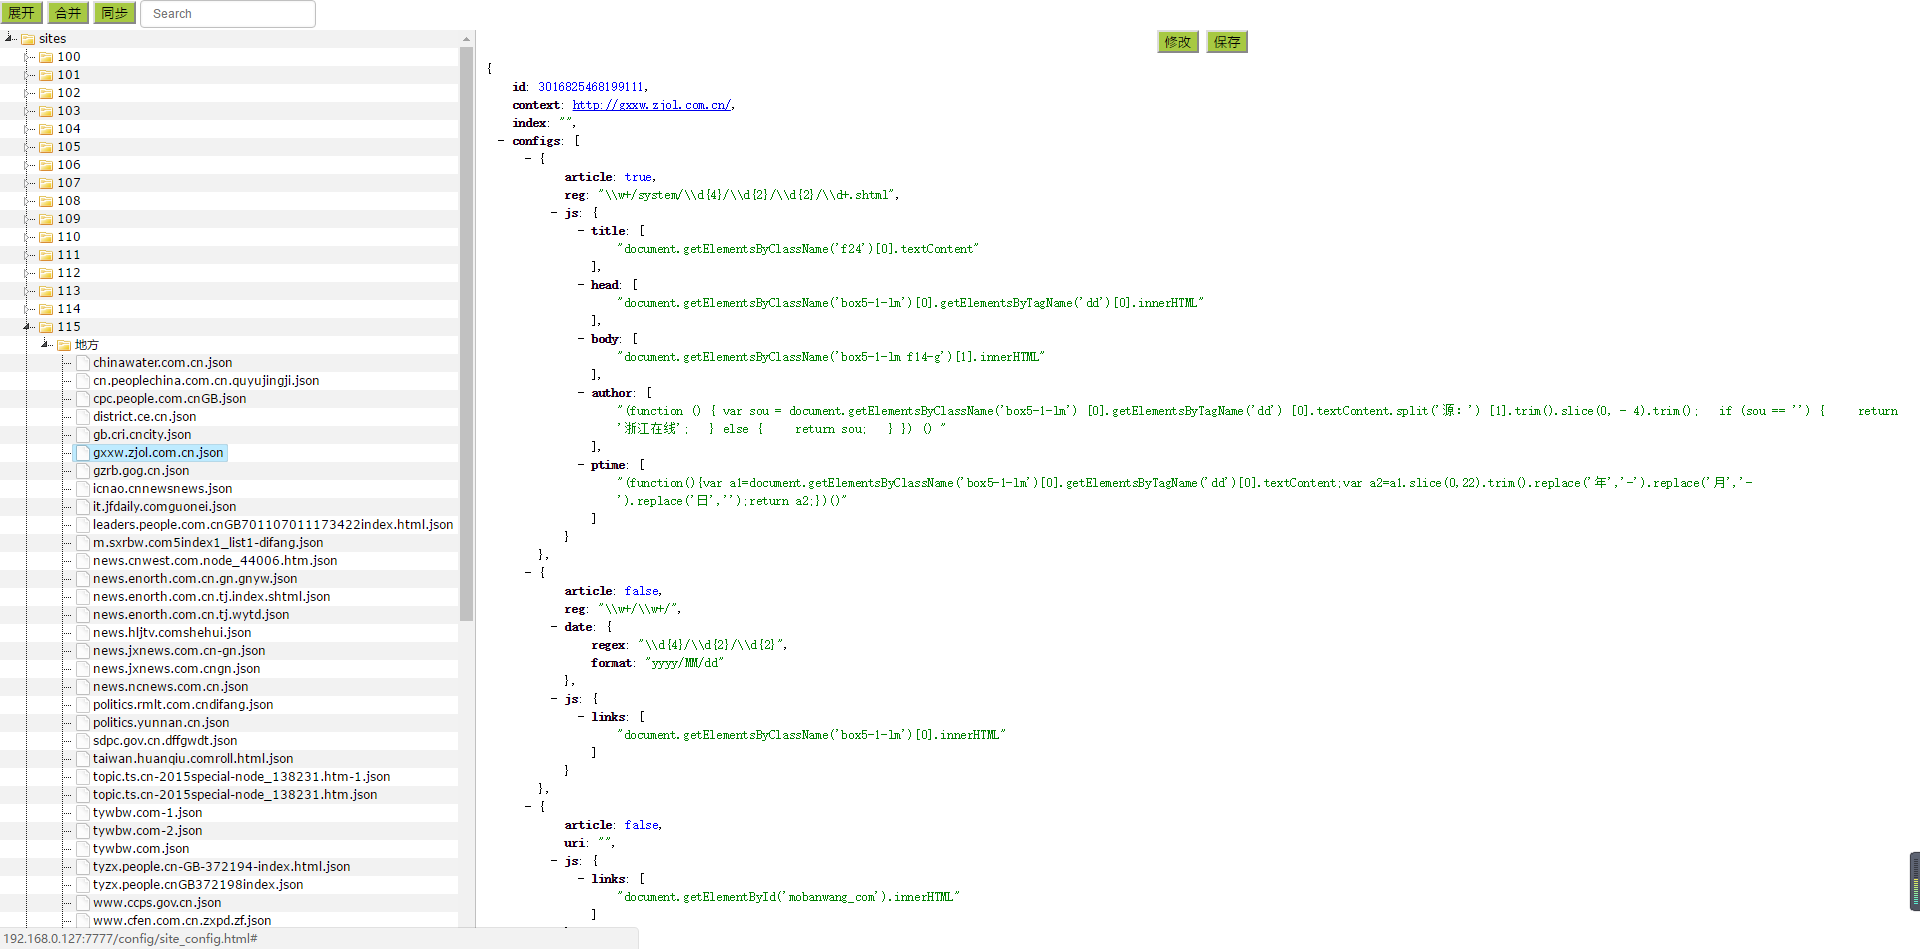 展开 合并 同步 Search
sites
100
101
102
103
104
105
106
107
108
109
110
111
112
113
114
115
地方
chinawater.com.cn.json
cn.peoplechina.com.cn.quyujingji.json
cpc.people.com.cnGB.json
district.ce.cn.json
gb.cri.cncity.json
gxxw.zjol.com.cn.json
gzrb.gog.cn.json
icnao.cnnewsnews.json
it.jfdaily.comguonei.json
leaders.people.com.cnGB701107011173422index.html.json
m.sxrbw.com5index1_list1-difang.json
news.cnwest.com.node_44006.htm.json
news.enorth.com.cn.gn.gnyw.json
news.enorth.com.cn.tj.index.shtml.json
news.enorth.com.cn.tj.wytd.json
news.hljtv.comshehui.json
news.jxnews.com.cn-gn.json
news.jxnews.com.cngn.json
news.ncnews.com.cn.json
politics.rmlt.com.cndifang.json
politics.yunnan.cn.json
sdpc.gov.cn.dffgwdt.json
taiwan.huanqiu.comroll.html.json
topic.ts.cn-2015special-node_138231.htm-1.json
topic.ts.cn-2015special-node_138231.htm.json
tywbw.com-1.json
tywbw.com-2.json
tywbw.com.json
tyzx.people.cn-GB-372194-index.html.json
tyzx.people.cnGB372198index.json
www.ccps.gov.cn.json
www.cfen.com.cn.zxpd.zf.json
192.168.0.127:7777/config/site_config.html#
修改 保存
{
id: 3016825468199111,
context: http://gxxw.zjol.com.cn/,
index: "",
- configs: [
- {
article: true,
reg: "\\w+/system/\\d{4}/\\d{2}/\\d{2}/\\d+.shtml",
- js: {
- title: [
"document.getElementsByClassName('f24')[0].textContent"
],
- head: [
"document.getElementsByClassName('box5-1-lm')[0].getElementsByTagName('dd')[0].innerHTML"
],
- body: [
"document.getElementsByClassName('box5-1-lm f14-g')[1].innerHTML"
],
- author: [
"(function () { var sou = document.getElementsByClassName('box5-1-lm') [0].getElementsByTagName('dd') [0].textContent.split('源：') [1].trim().slice(0, - 4).trim(); if (sou == '') { return
'浙江在线'; } else { return sou; } }) () "
],
- ptime: [
"(function(){var a1=document.getElementsByClassName('box5-1-lm')[0].getElementsByTagName('dd')[0].textContent;var a2=a1.slice(0,22).trim().replace('年','-').replace('月','-
').replace('日','');return a2;})()"
]
}
},
- {
article: false,
reg: "\\w+/\\w+/",
- date: {
regex: "\\d{4}/\\d{2}/\\d{2}",
format: "yyyy/MM/dd"
},
- js: {
- links: [
"document.getElementsByClassName('box5-1-lm')[0].innerHTML"
]
}
},
- {
article: false,
uri: "",
- js: {
- links: [
"document.getElementById('mobanwang_com').innerHTML"
]